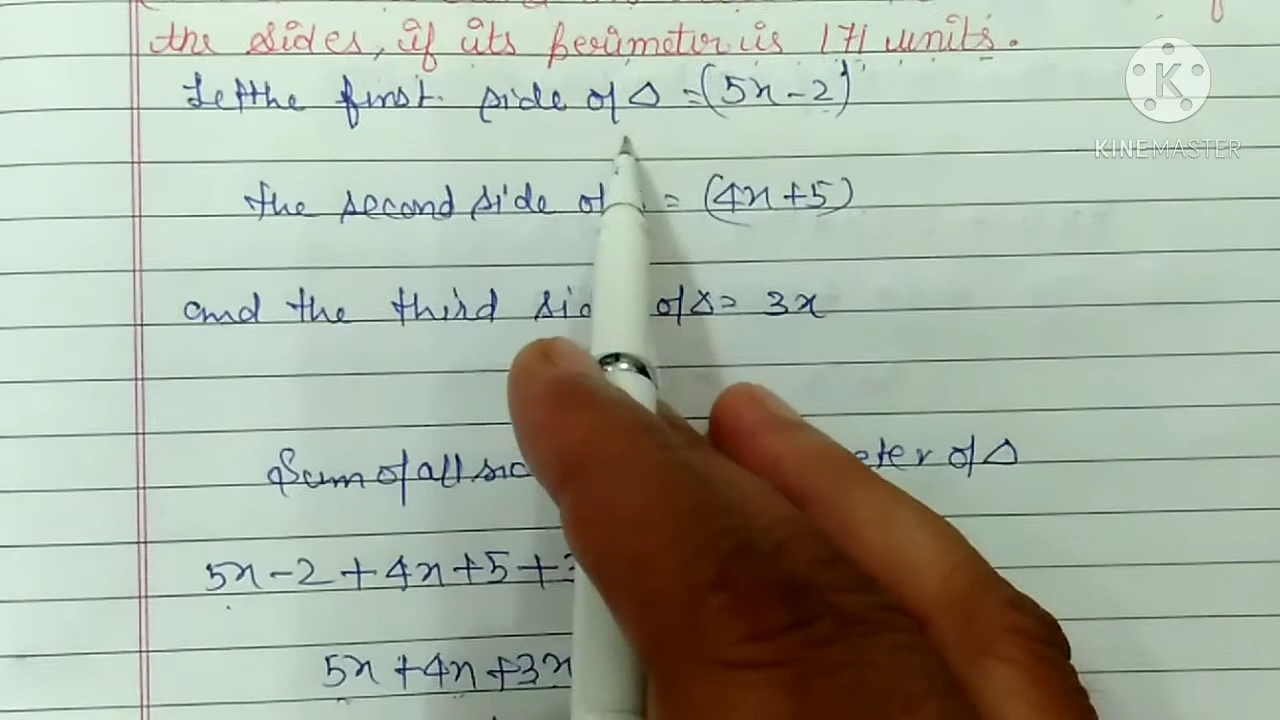 the sides, if its perimeter is 171 units.
Let the first side of Δ = (5x-2)
KINEMASTER
the second side of = (4x+5)
and the third of Δ = 3x
Sum of all of Δ
5x-2+4x+5+
5x+4x+3x